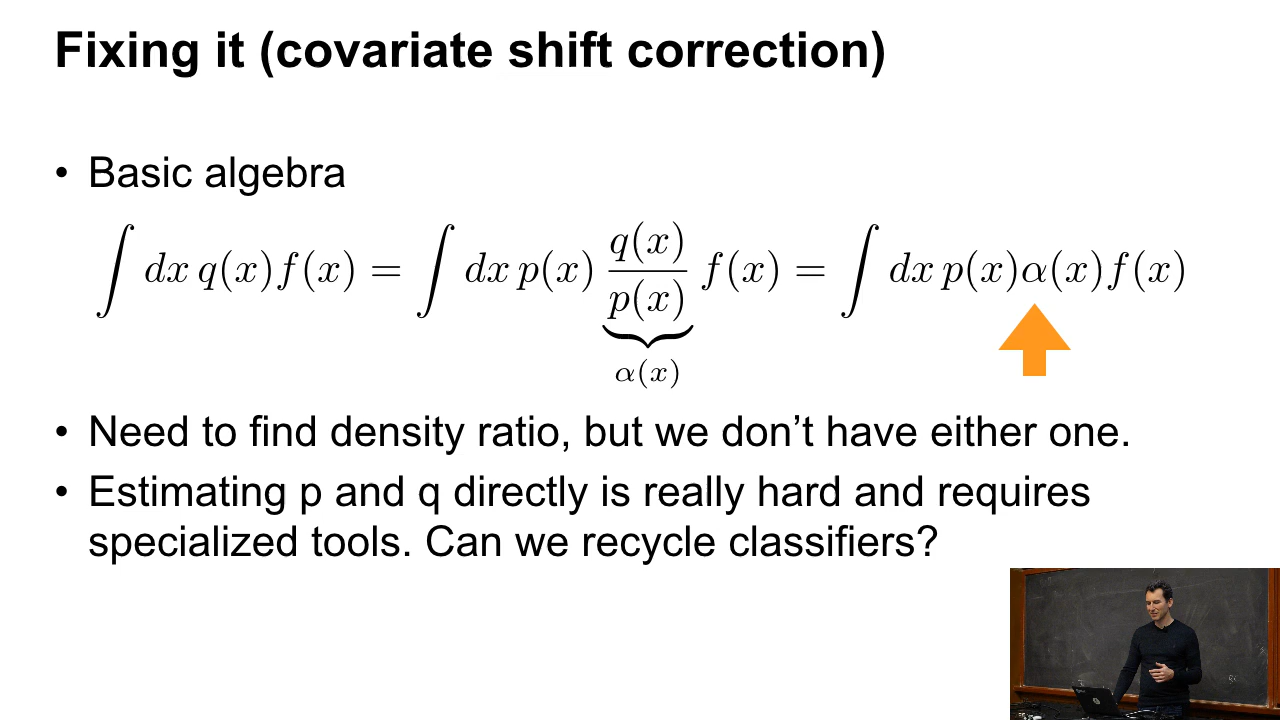 Fixing it (covariate shift correction)
• Basic algebra
∫ dx q(x)f(x) = ∫ dx p(x) q(x)/p(x) f(x) = ∫ dx p(x)α(x)f(x)
α(x)
• Need to find density ratio, but we don’t have either one.
• Estimating p and q directly is really hard and requires
specialized tools. Can we recycle classifiers?